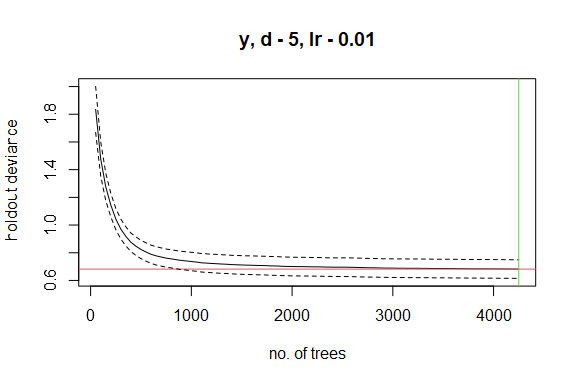 y, d - 5, lr - 0.01
holdout deviance
1.8
1.4
1.0
0.6
0 1000 2000 3000 4000
no. of trees